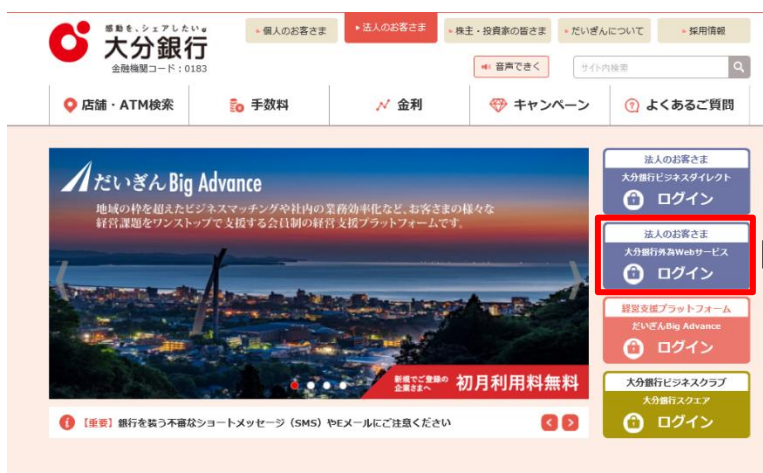 感動を、シェアしたい。
大分銀行
金融機関コード：0183
個人のお客さま
法人のお客さま
株主・投資家の皆さま
だいぎんについて
採用情報
音声できく
サイト内検索
店舗・ATM検索
手数料
金利
キャンペーン
よくあるご質問
だいぎん Big Advance
地域の枠を超えたビジネスマッチングや社内の業務効率化など、お客さまの様々な
経営課題をワンストップで支援する会員制の経営支援プラットフォームです。
新規でご登録の
企業さまへ
初月利用料無料
【重要】銀行を装う不審なショートメッセージ（SMS）やEメールにご注意ください
法人のお客さま
大分銀行ビジネスダイレクト
ログイン
法人のお客さま
大分銀行外為Webサービス
ログイン
経営支援プラットフォーム
だいぎんBig Advance
ログイン
大分銀行ビジネスクラブ
大分銀行スクエア
ログイン